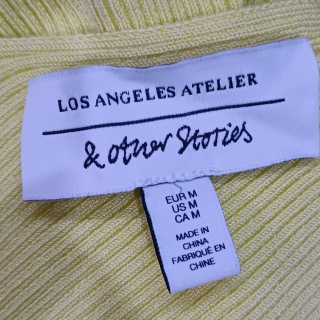 LOS ANGELES ATELIER
& other Stories
EUR M
US M
CA M
MADE IN
CHINA
FABRIQUÉ EN
CHINE